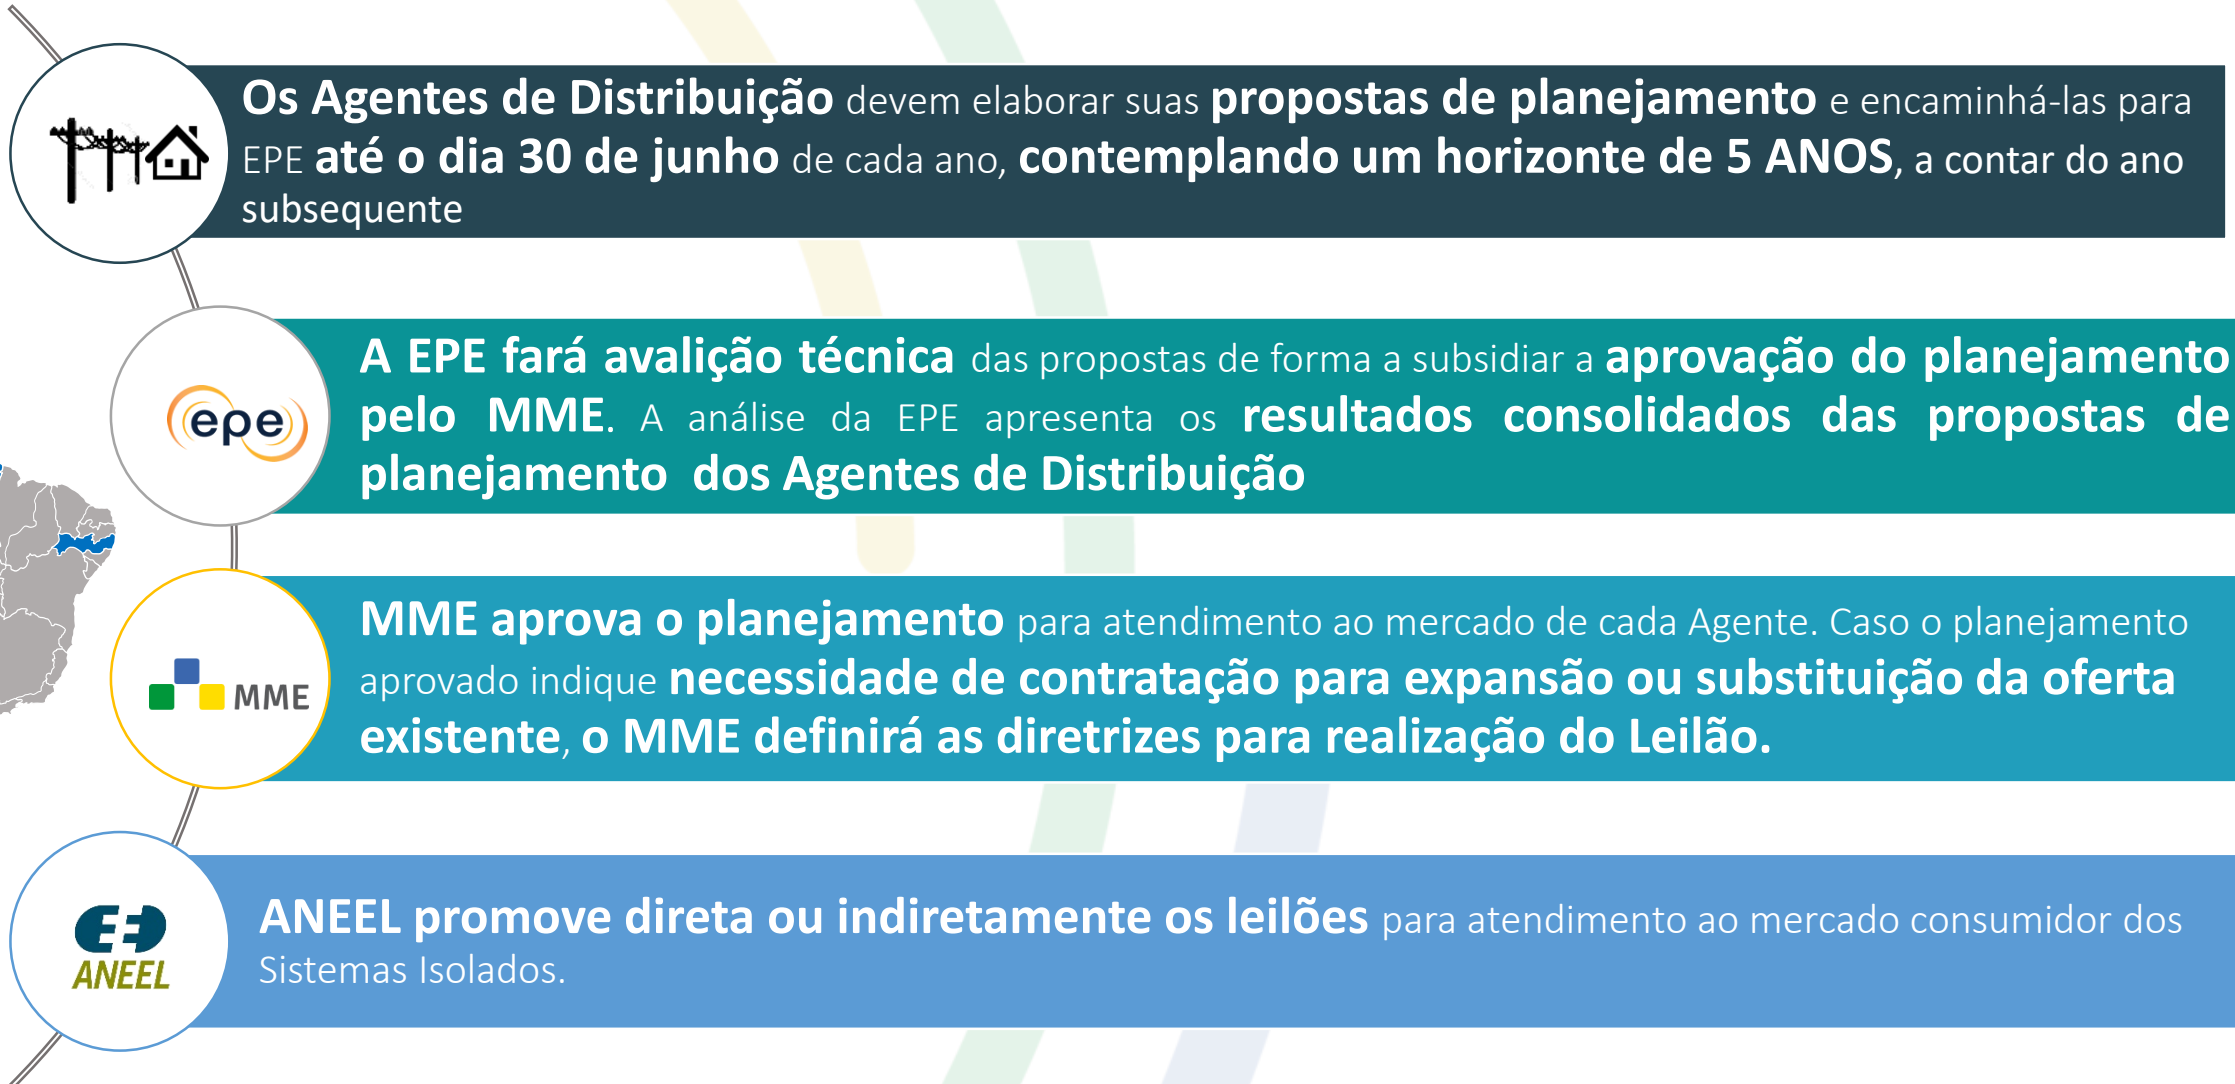 Os Agentes de Distribuição devem elaborar suas propostas de planejamento e encaminhá-las para
EPE até o dia 30 de junho de cada ano, contemplando um horizonte de 5 ANOS, a contar do ano
subsequente
epe
A EPE fará avalição técnica das propostas de forma a subsidiar a aprovação do planejamento
pelo MME. A análise da EPE apresenta os resultados consolidados das propostas de
planejamento dos Agentes de Distribuição
MME
MME aprova o planejamento para atendimento ao mercado de cada Agente. Caso o planejamento
aprovado indique necessidade de contratação para expansão ou substituição da oferta
existente, o MME definirá as diretrizes para realização do Leilão.
ANEEL
ANEEL promove direta ou indiretamente os leilões para atendimento ao mercado consumidor dos
Sistemas Isolados.